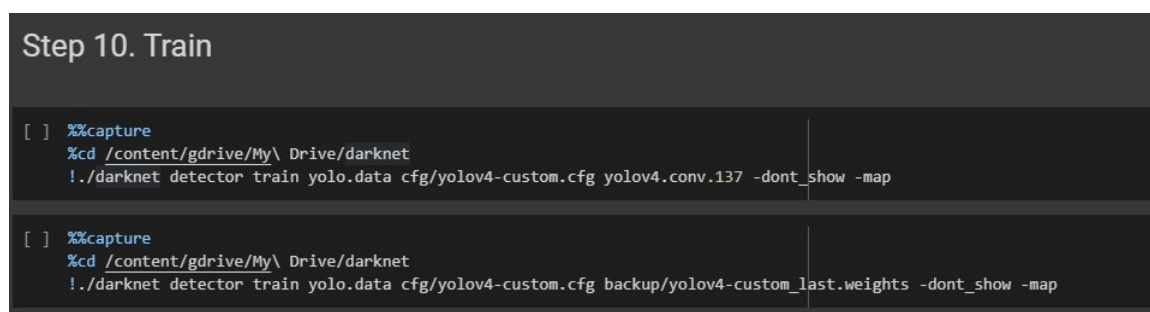 Step 10. Train
[ ] %%capture
%cd /content/gdrive/My\ Drive/darknet
!./darknet detector train yolo.data cfg/yolov4-custom.cfg yolov4.conv.137 -dont_show -map
[ ] %%capture
%cd /content/gdrive/My\ Drive/darknet
!./darknet detector train yolo.data cfg/yolov4-custom.cfg backup/yolov4-custom_last.weights -dont_show -map